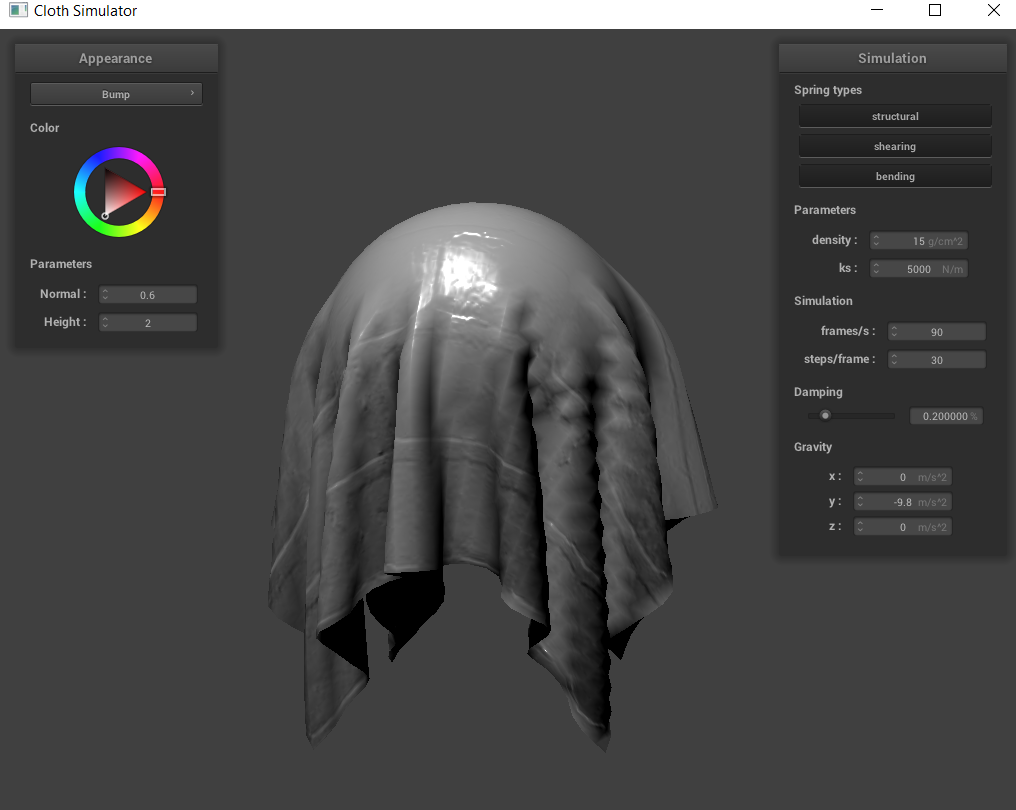 Cloth Simulator
Appearance
Bump
Color
Parameters
Normal : 0.6
Height : 2
Simulation
Spring types
structural
shearing
bending
Parameters
density : 15 g/cm^2
ks : 5000 N/m
Simulation
frames/s : 90
steps/frame : 30
Damping
0.200000 %
Gravity
x : 0 m/s^2
y : -9.8 m/s^2
z : 0 m/s^2